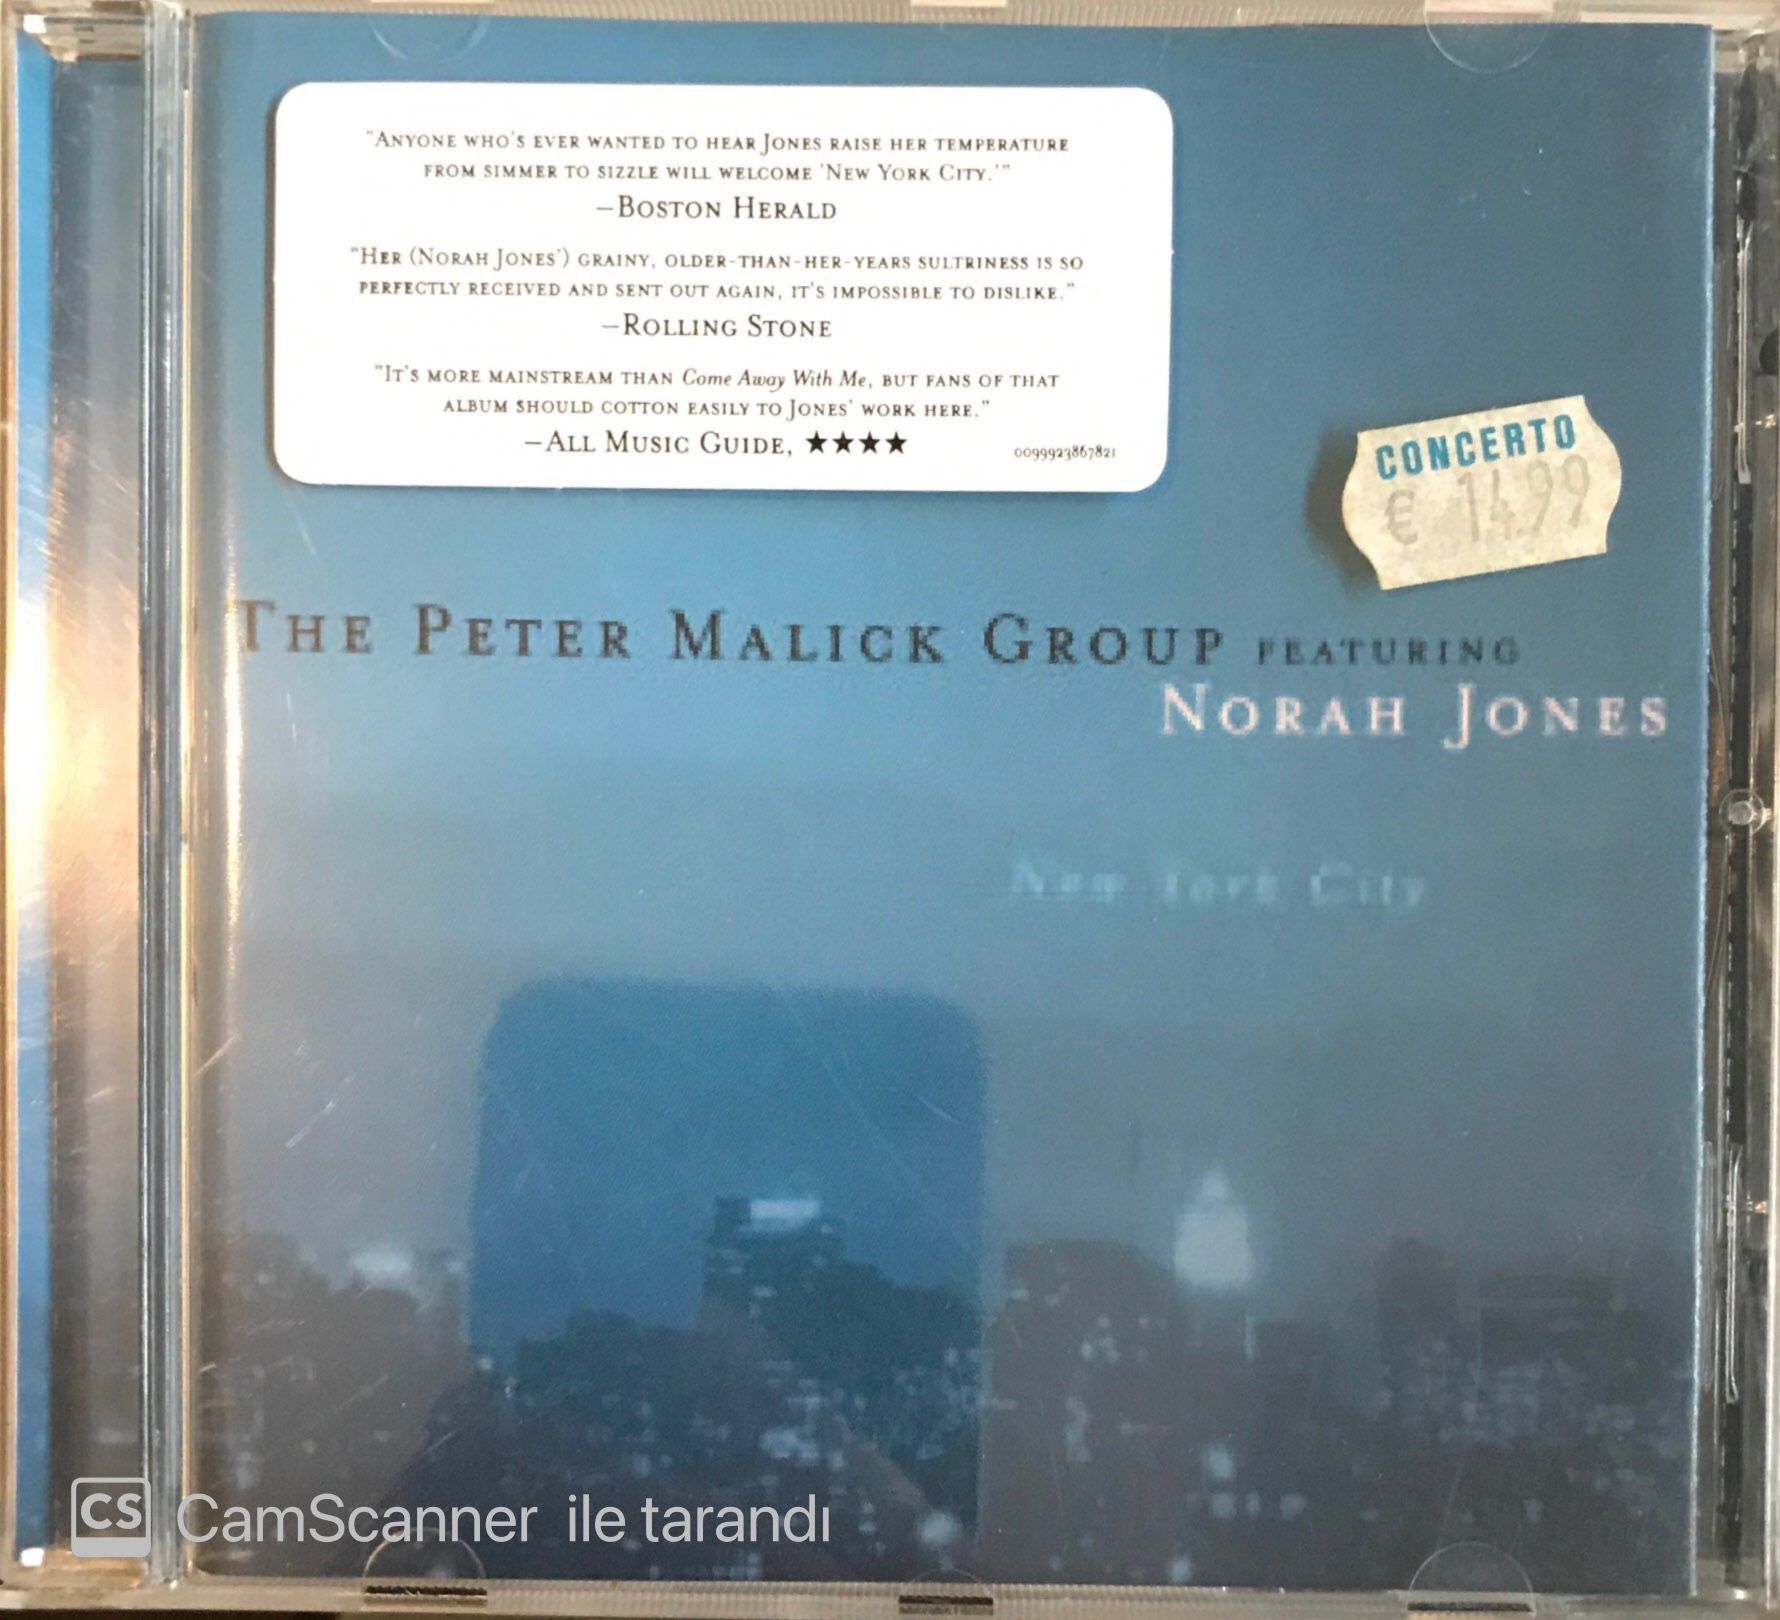 "Anyone who's ever wanted to hear Jones raise her temperature
from simmer to sizzle will welcome 'New York City.'"
—Boston Herald
"Her (Norah Jones') grainy, older-than-her-years sultriness is so
perfectly received and sent out again, it's impossible to dislike."
—Rolling Stone
"It's more mainstream than Come Away With Me, but fans of that
album should cotton easily to Jones' work here."
—All Music Guide, ★★★★
0099923867821
CONCERTO
€ 14.99
The Peter Malick Group featuring
Norah Jones
New York City
CS CamScanner ile tarandı